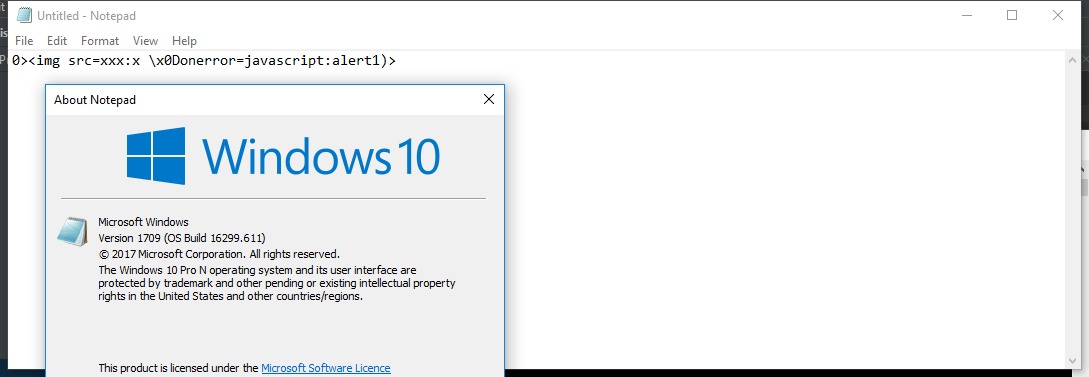 Untitled - Notepad
File Edit Format View Help
0><img src=xxx:x \x0Donerror=javascript:alert1)>
About Notepad
Windows 10
Microsoft Windows
Version 1709 (OS Build 16299.611)
© 2017 Microsoft Corporation. All rights reserved.
The Windows 10 Pro N operating system and its user interface are
protected by trademark and other pending or existing intellectual property
rights in the United States and other countries/regions.
This product is licensed under the Microsoft Software Licence